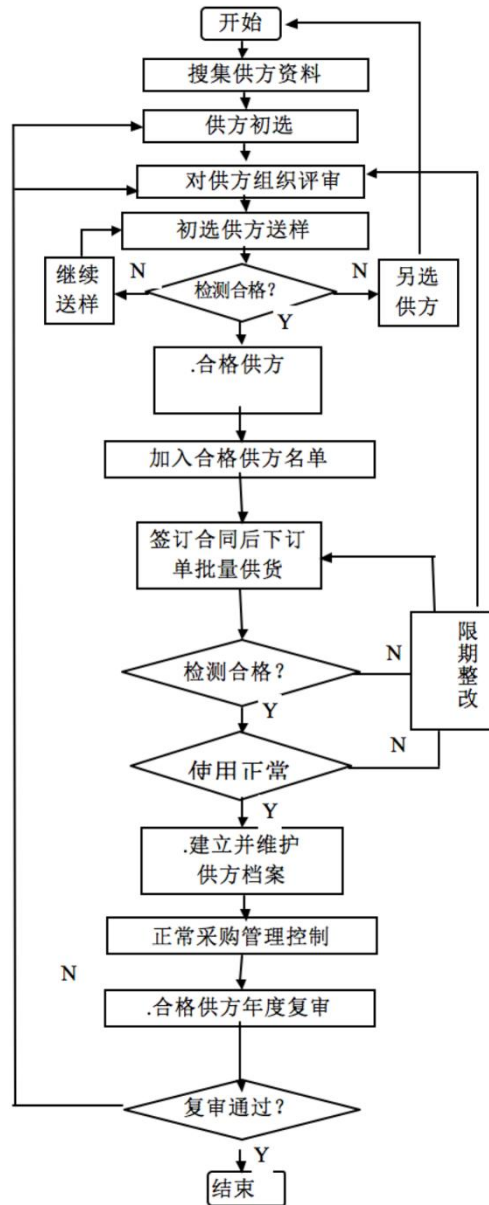 开始
搜集供方资料
供方初选
对供方组织评审
初选供方送样
继续
送样
N
检测合格？
N
另选
供方
Y
.合格供方
加入合格供方名单
签订合同后下订
单批量供货
检测合格？
N
限期整改
Y
使用正常
N
Y
.建立并维护
供方档案
正常采购管理控制
N
.合格供方年度复审
复审通过？
Y
结束